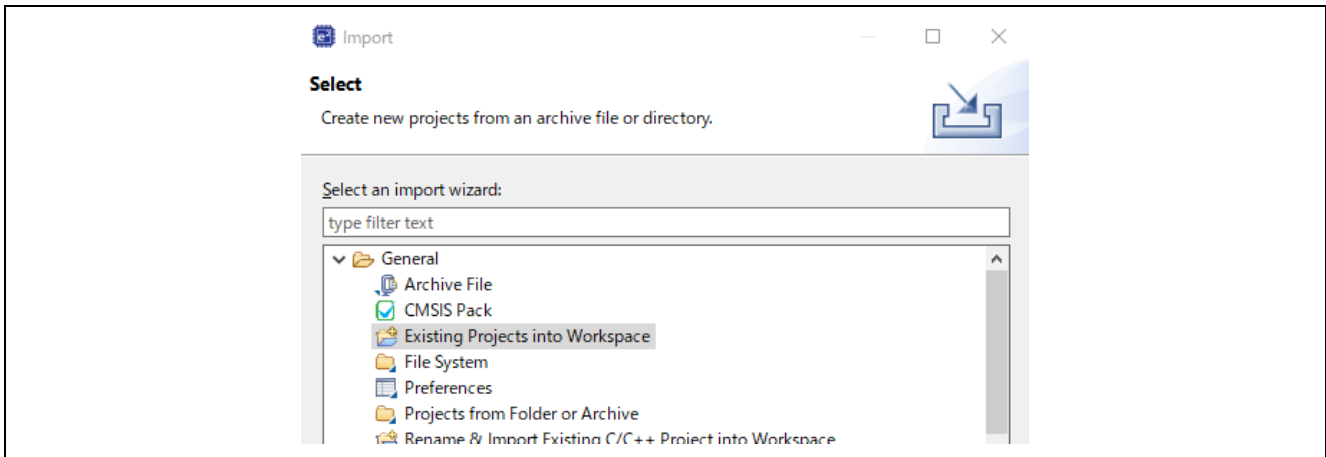 Import
Select
Create new projects from an archive file or directory.
Select an import wizard:
type filter text
General
Archive File
CMSIS Pack
Existing Projects into Workspace
File System
Preferences
Projects from Folder or Archive
Rename & Import Existing C/C++ Project into Workspace